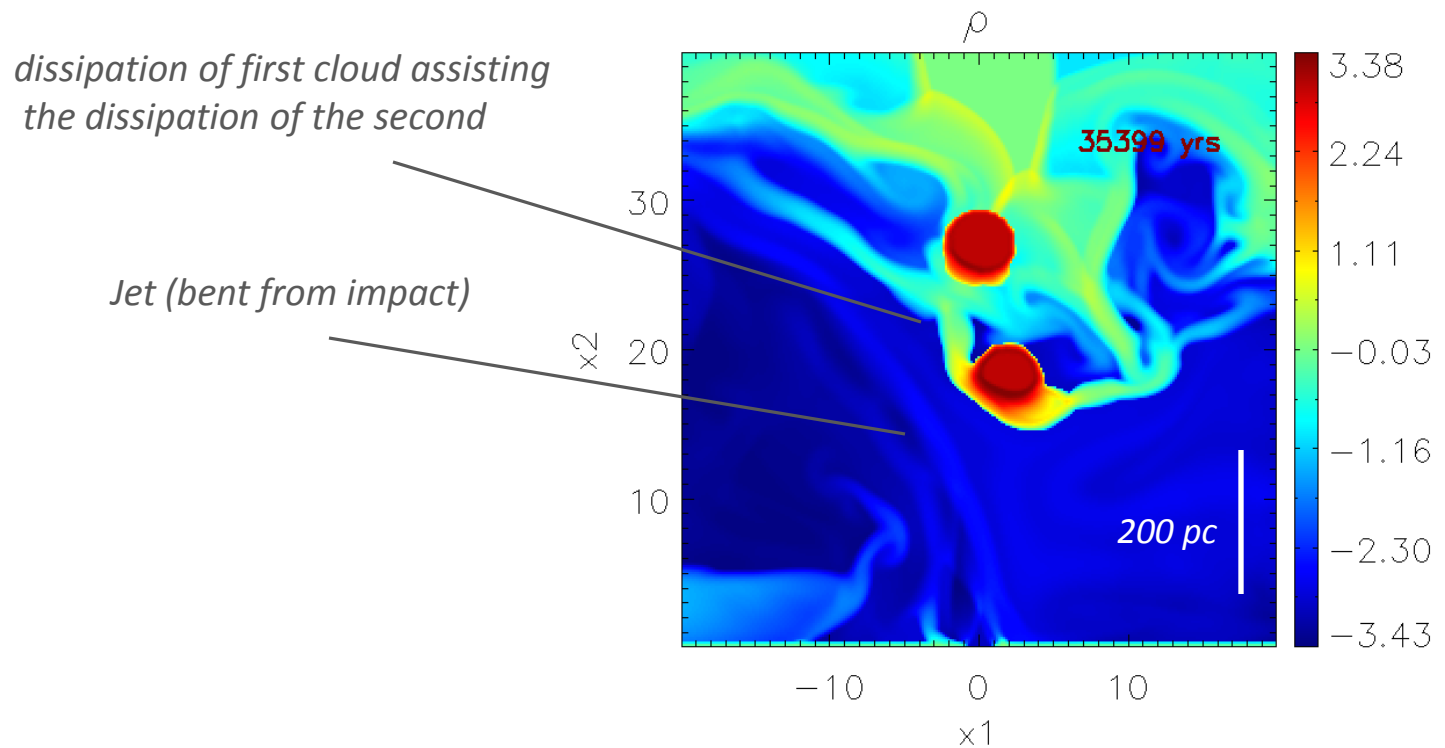 ρ
dissipation of first cloud assisting
the dissipation of the second
35399 yrs
Jet (bent from impact)
200 pc
x2
30
20
10
−10 0 10
x1
3.38
2.24
1.11
−0.03
−1.16
−2.30
−3.43